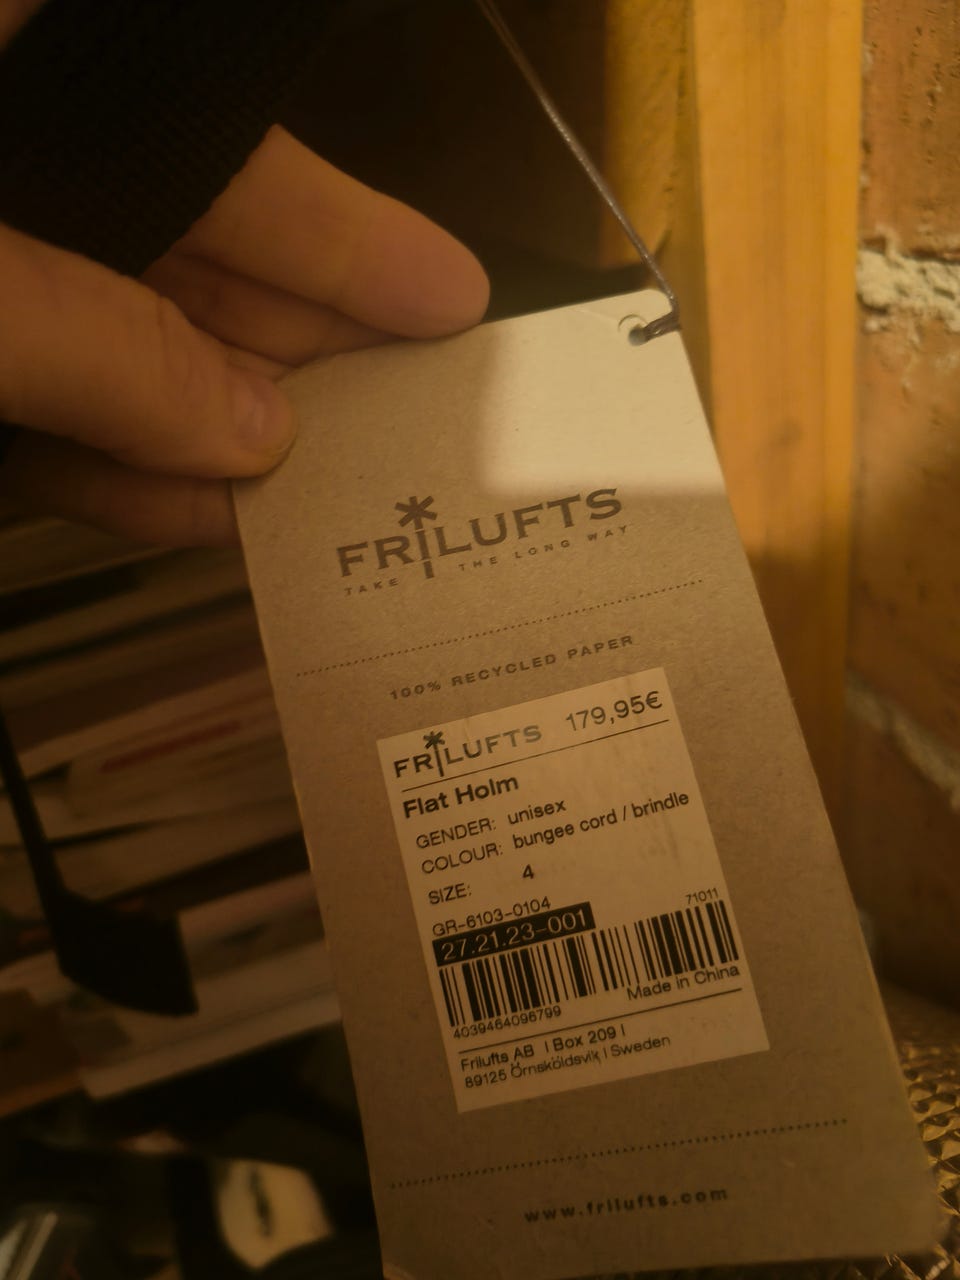 FRILUFTS
TAKE THE LONG WAY
100% RECYCLED PAPER
FRILUFTS 179,95€
Flat Holm
GENDER: unisex
COLOUR: bungee cord / brindle
SIZE: 4
GR-6103-0104
27.21.23-001 71011
4039464096799 Made in China
Frilufts AB | Box 209 |
89125 Örnsköldsvik | Sweden
www.frilufts.com